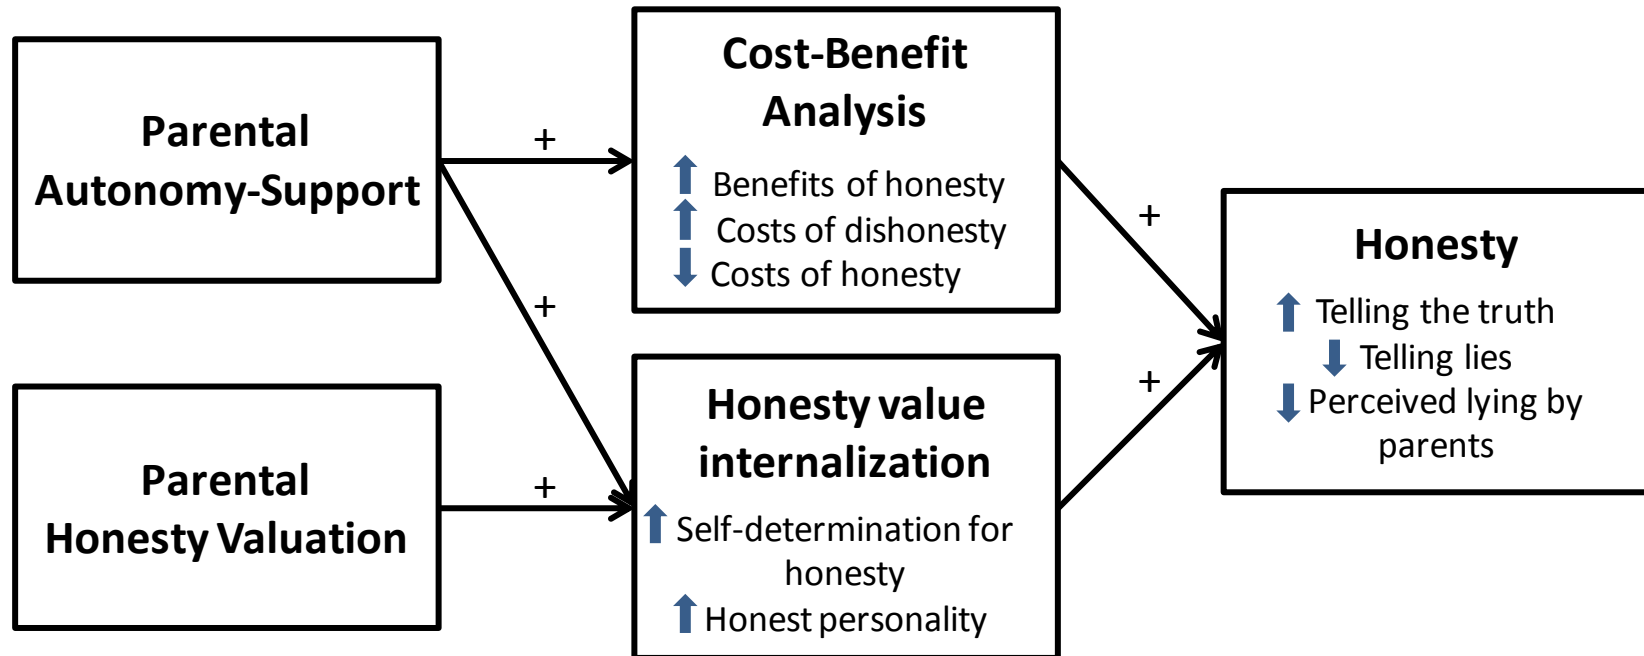 Parental
Autonomy-Support
+
Cost-Benefit
Analysis
Benefits of honesty
Costs of dishonesty
Costs of honesty
+
+
Honesty
Telling the truth
Telling lies
Perceived lying by
parents
Parental
Honesty Valuation
+
Honesty value
internalization
Self-determination for
honesty
Honest personality
+